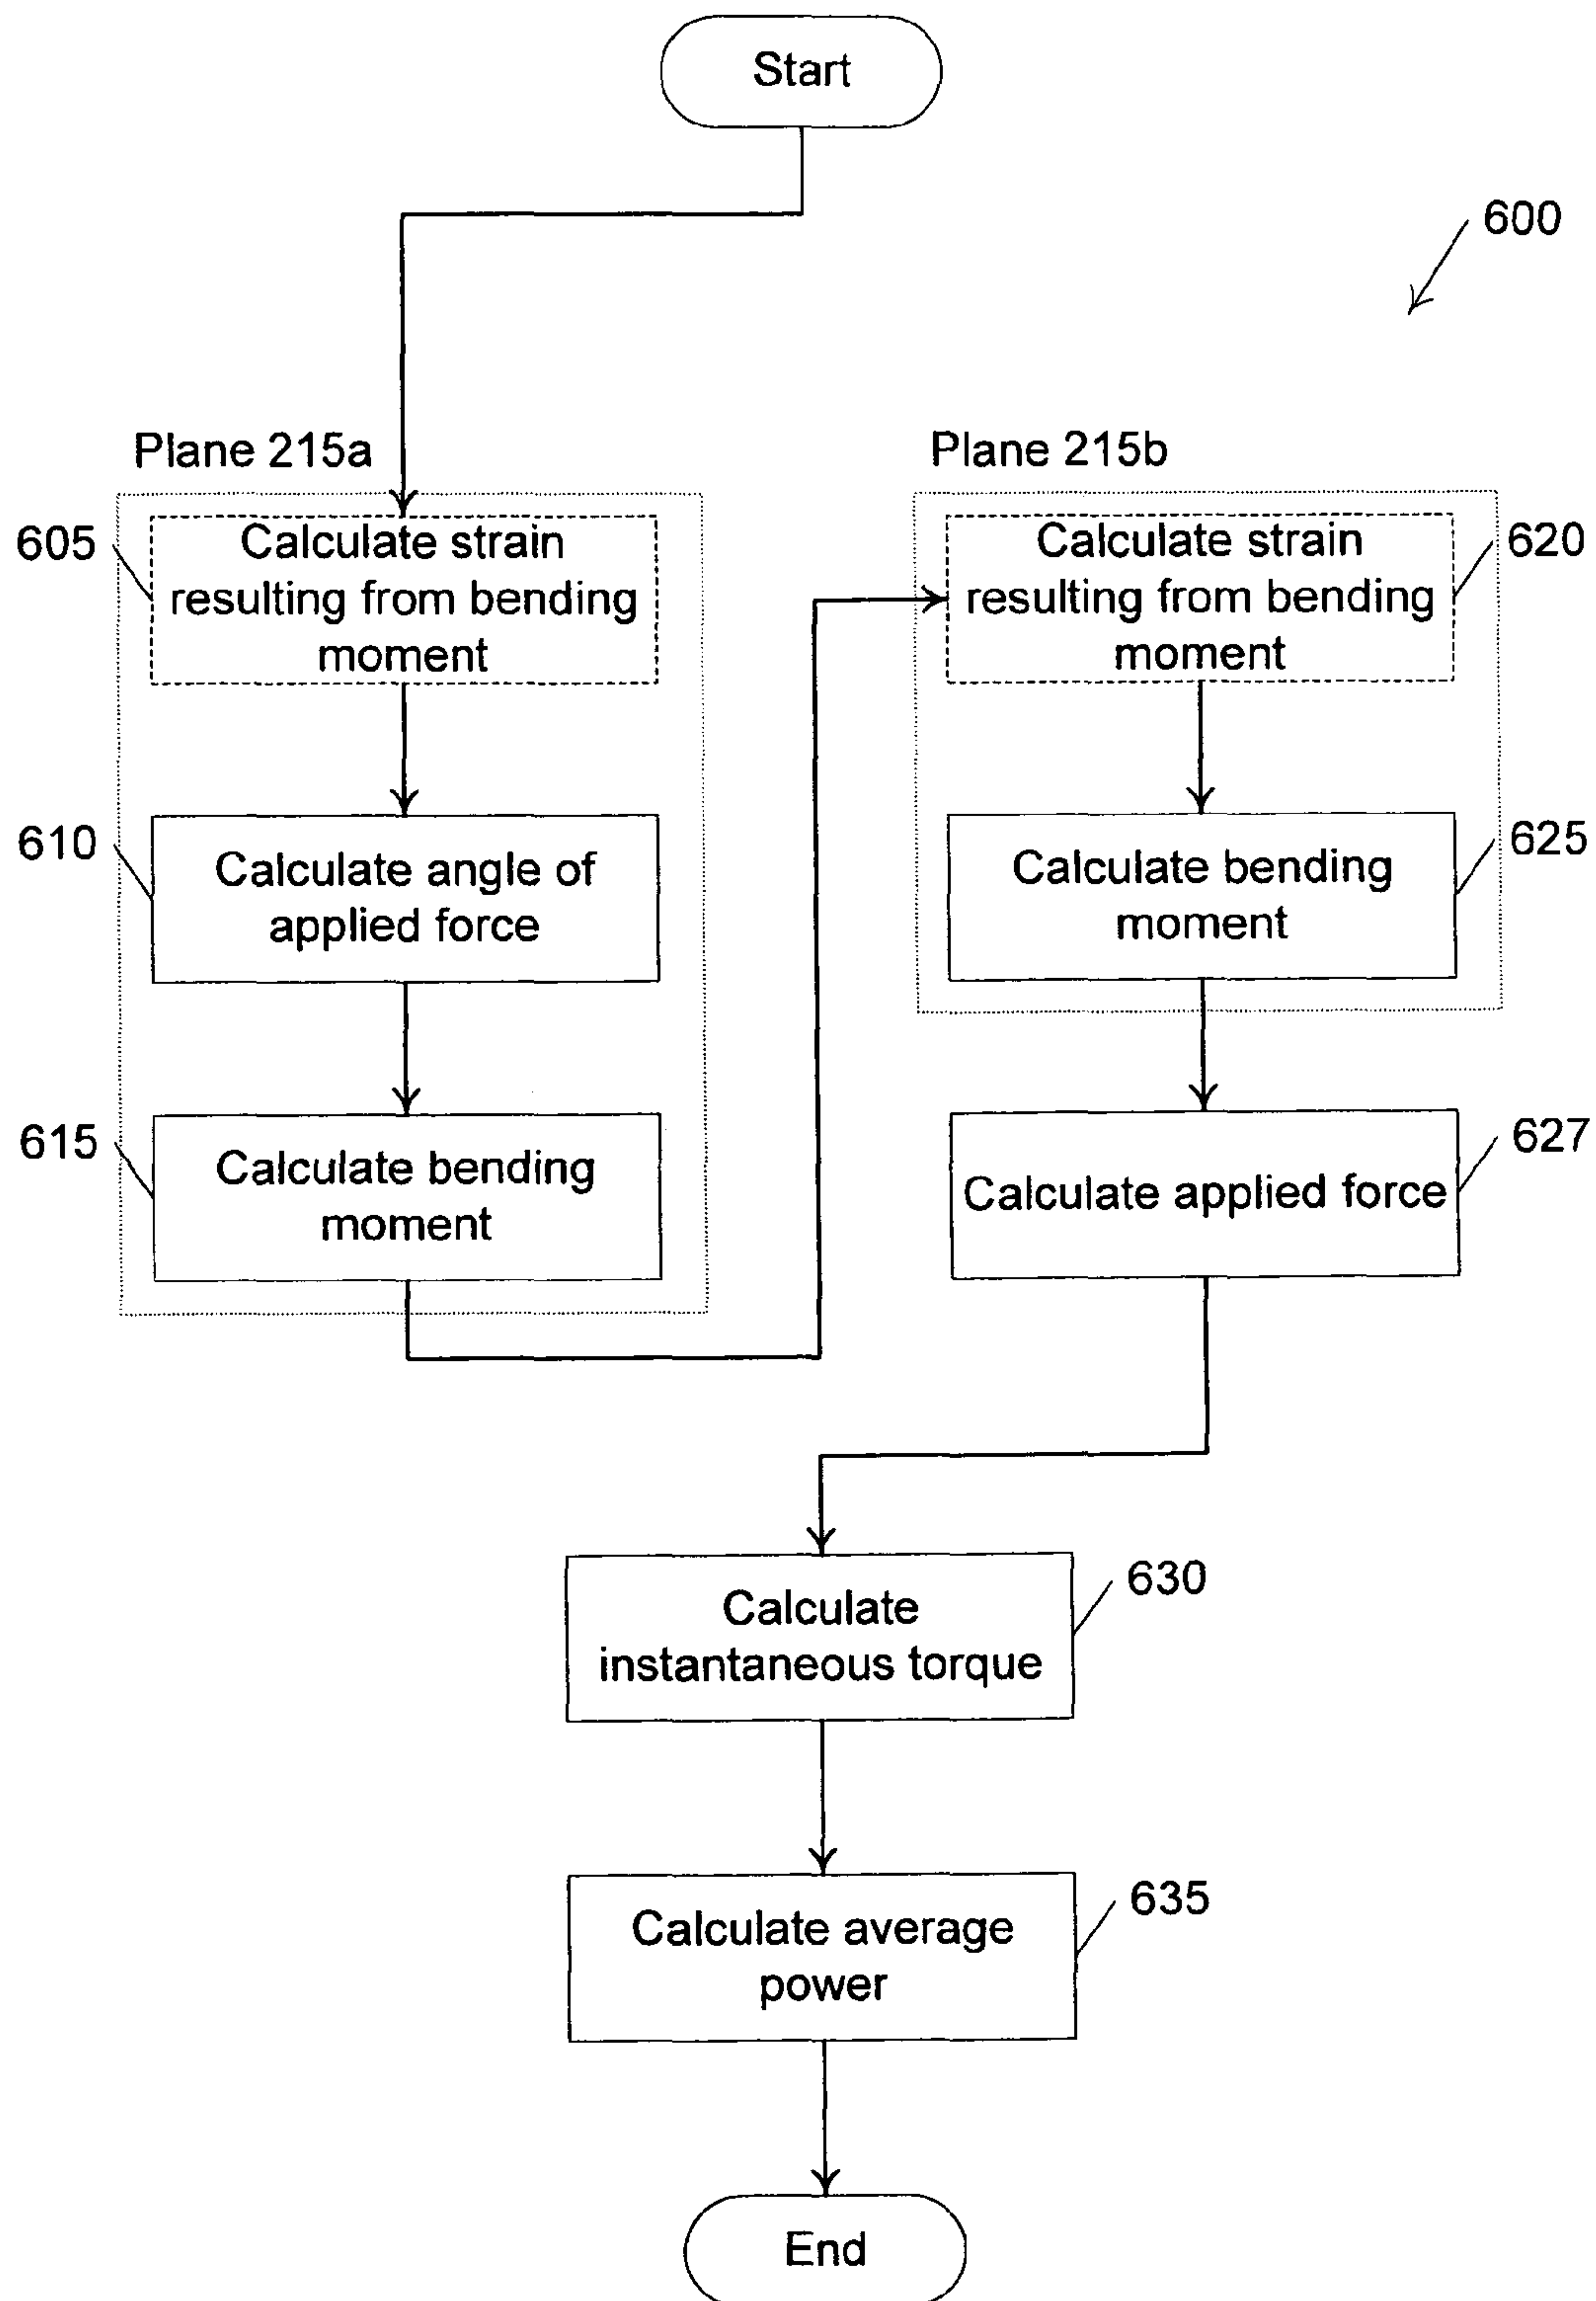 Start
600
Plane 215a
605
Calculate strain
resulting from bending
moment
610
Calculate angle of
applied force
615
Calculate bending
moment
Plane 215b
620
Calculate strain
resulting from bending
moment
625
Calculate bending
moment
627
Calculate applied force
630
Calculate
instantaneous torque
635
Calculate average
power
End